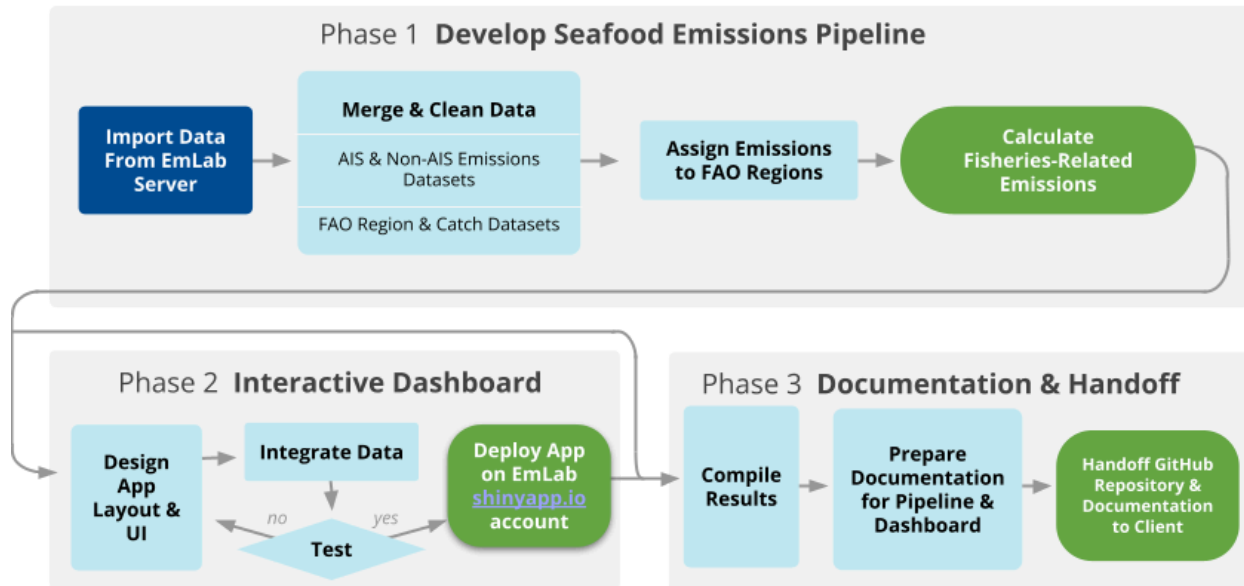 Phase 1 Develop Seafood Emissions Pipeline
Import Data
From EmLab
Server
Merge & Clean Data
AIS & Non-AIS Emissions
Datasets
FAO Region & Catch Datasets
Assign Emissions
to FAO Regions
Calculate
Fisheries-Related
Emissions
Phase 2 Interactive Dashboard
Design
App
Layout &
UI
Integrate Data
Test
no
yes
Deploy App
on EmLab
shinyapp.io
account
Phase 3 Documentation & Handoff
Compile
Results
Prepare
Documentation
for Pipeline &
Dashboard
Handoff GitHub
Repository &
Documentation
to Client